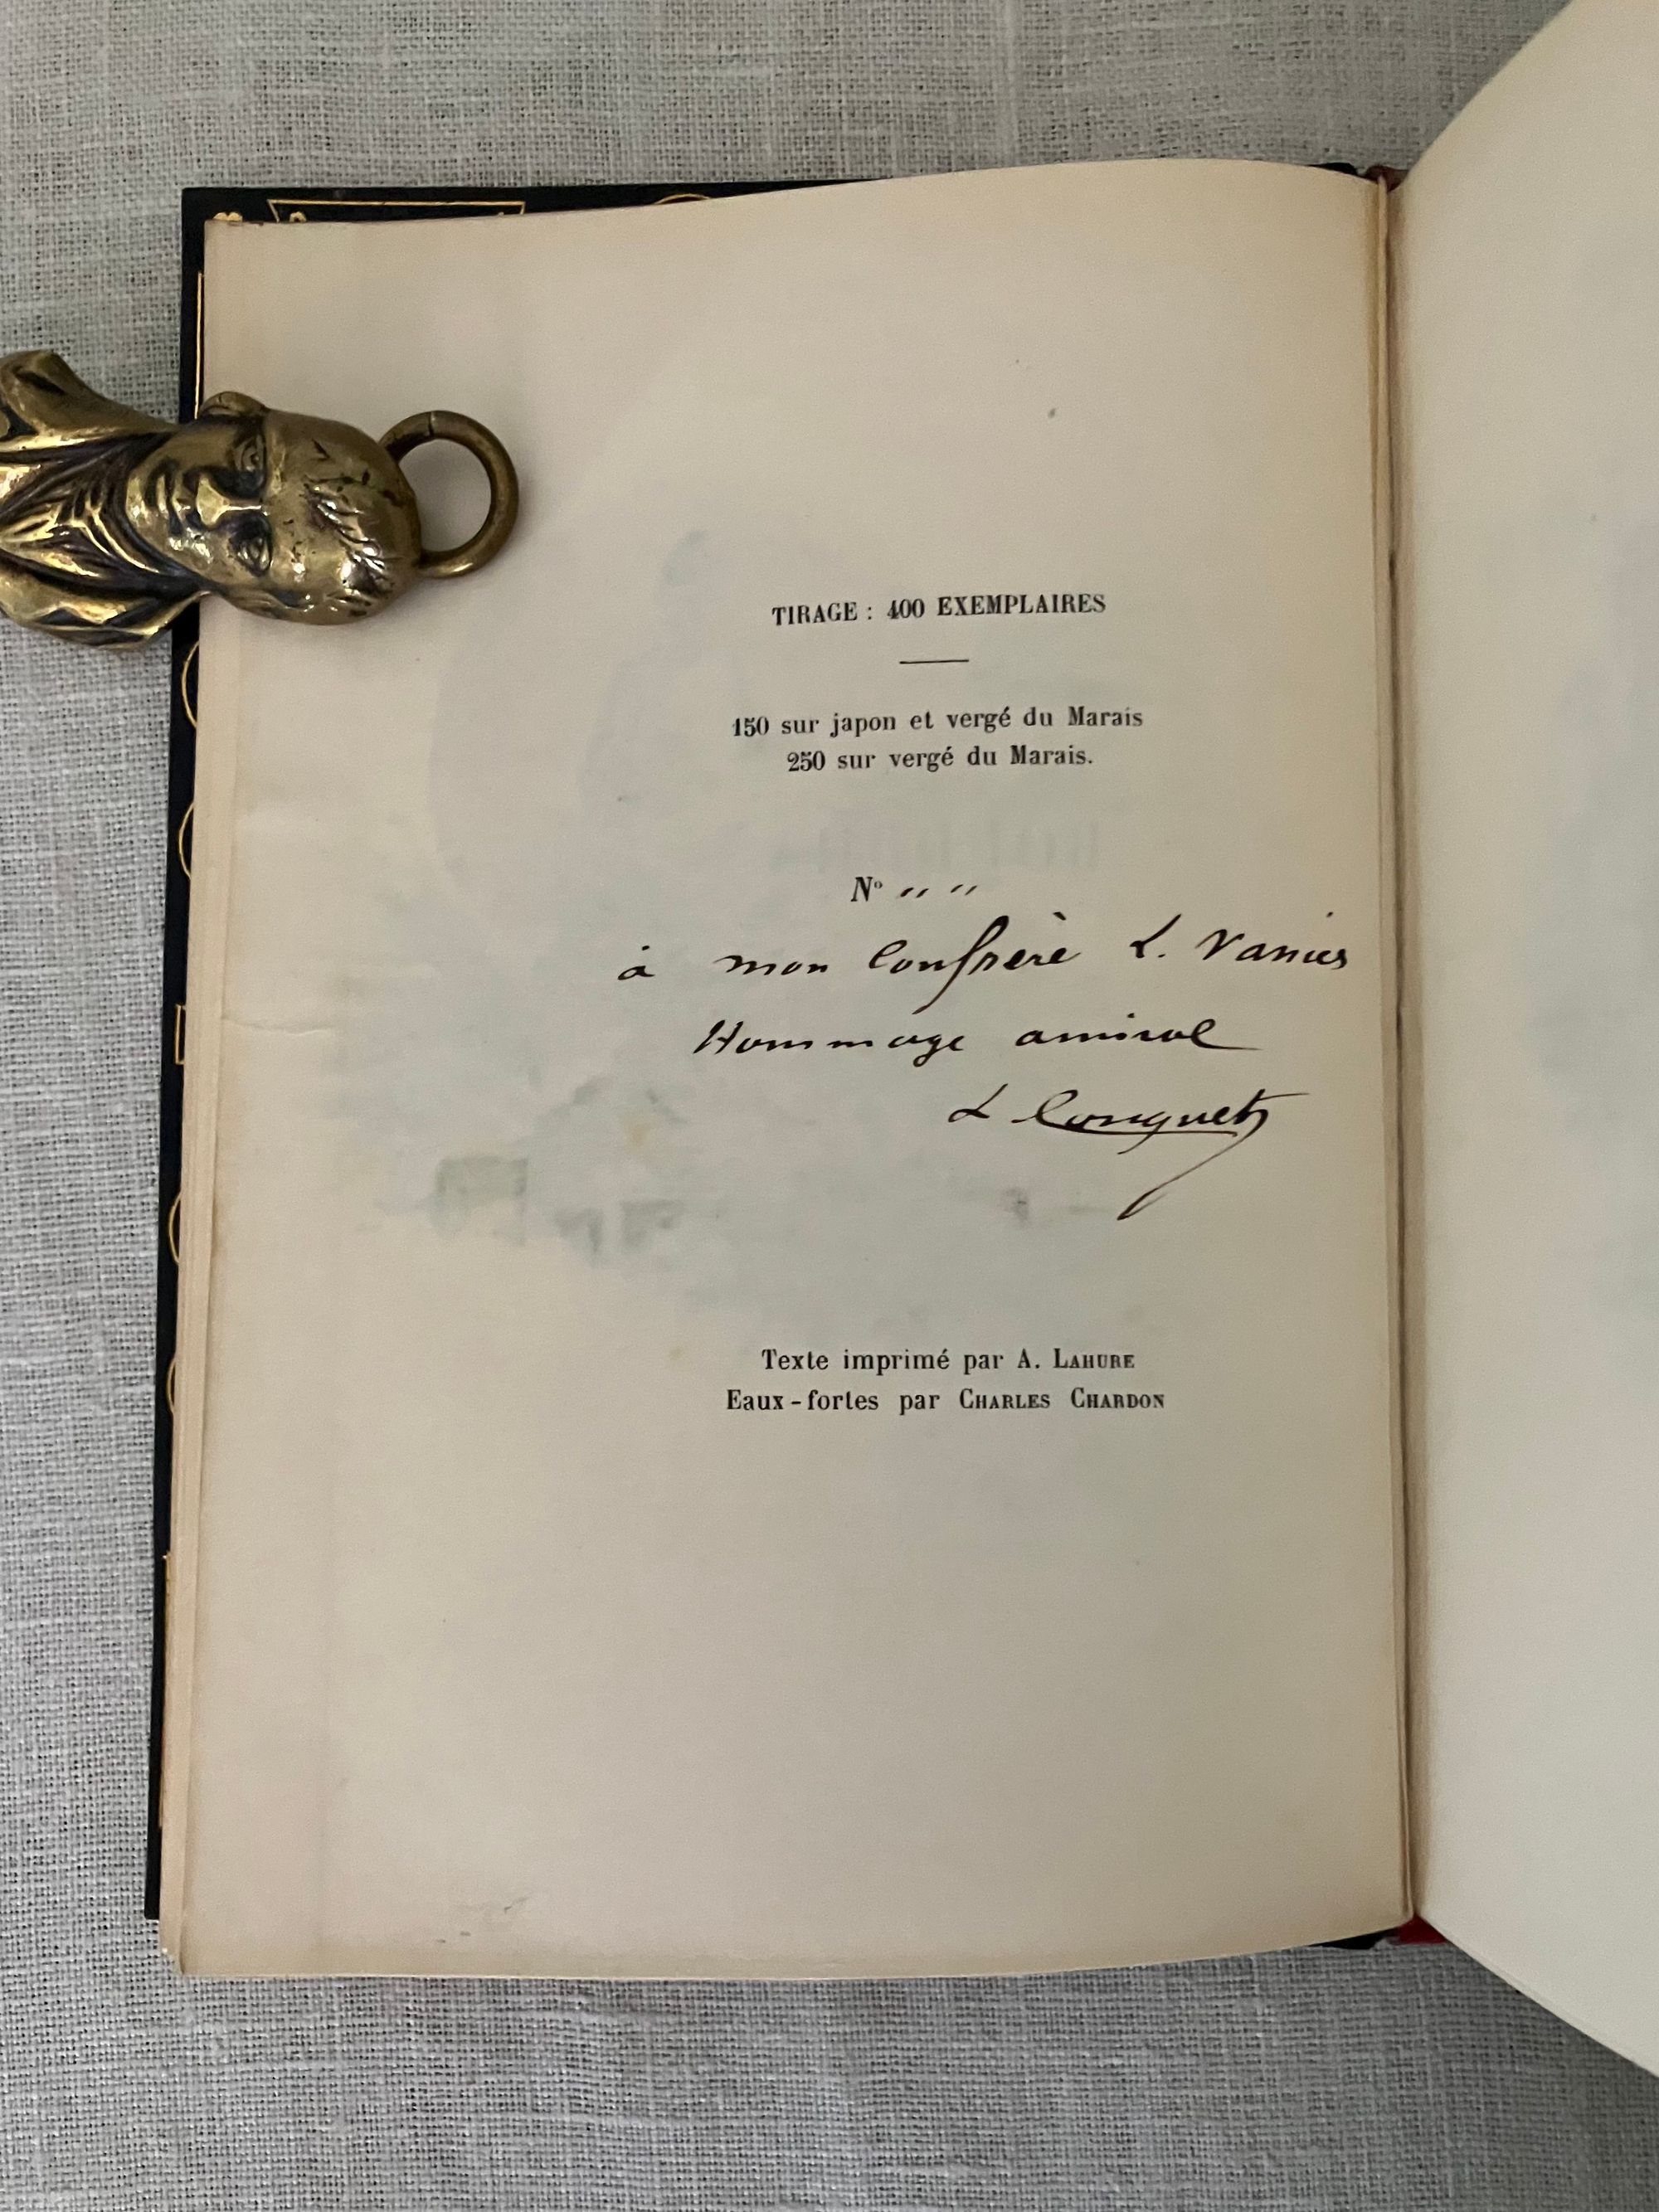 TIRAGE : 400 EXEMPLAIRES
150 sur japon et vergé du Marais
250 sur vergé du Marais.
N° " "
à mon Confrère L. Vanier
Hommage amical
L Conquet
Texte imprimé par A. LAHURE
Eaux-fortes par CHARLES CHARDON